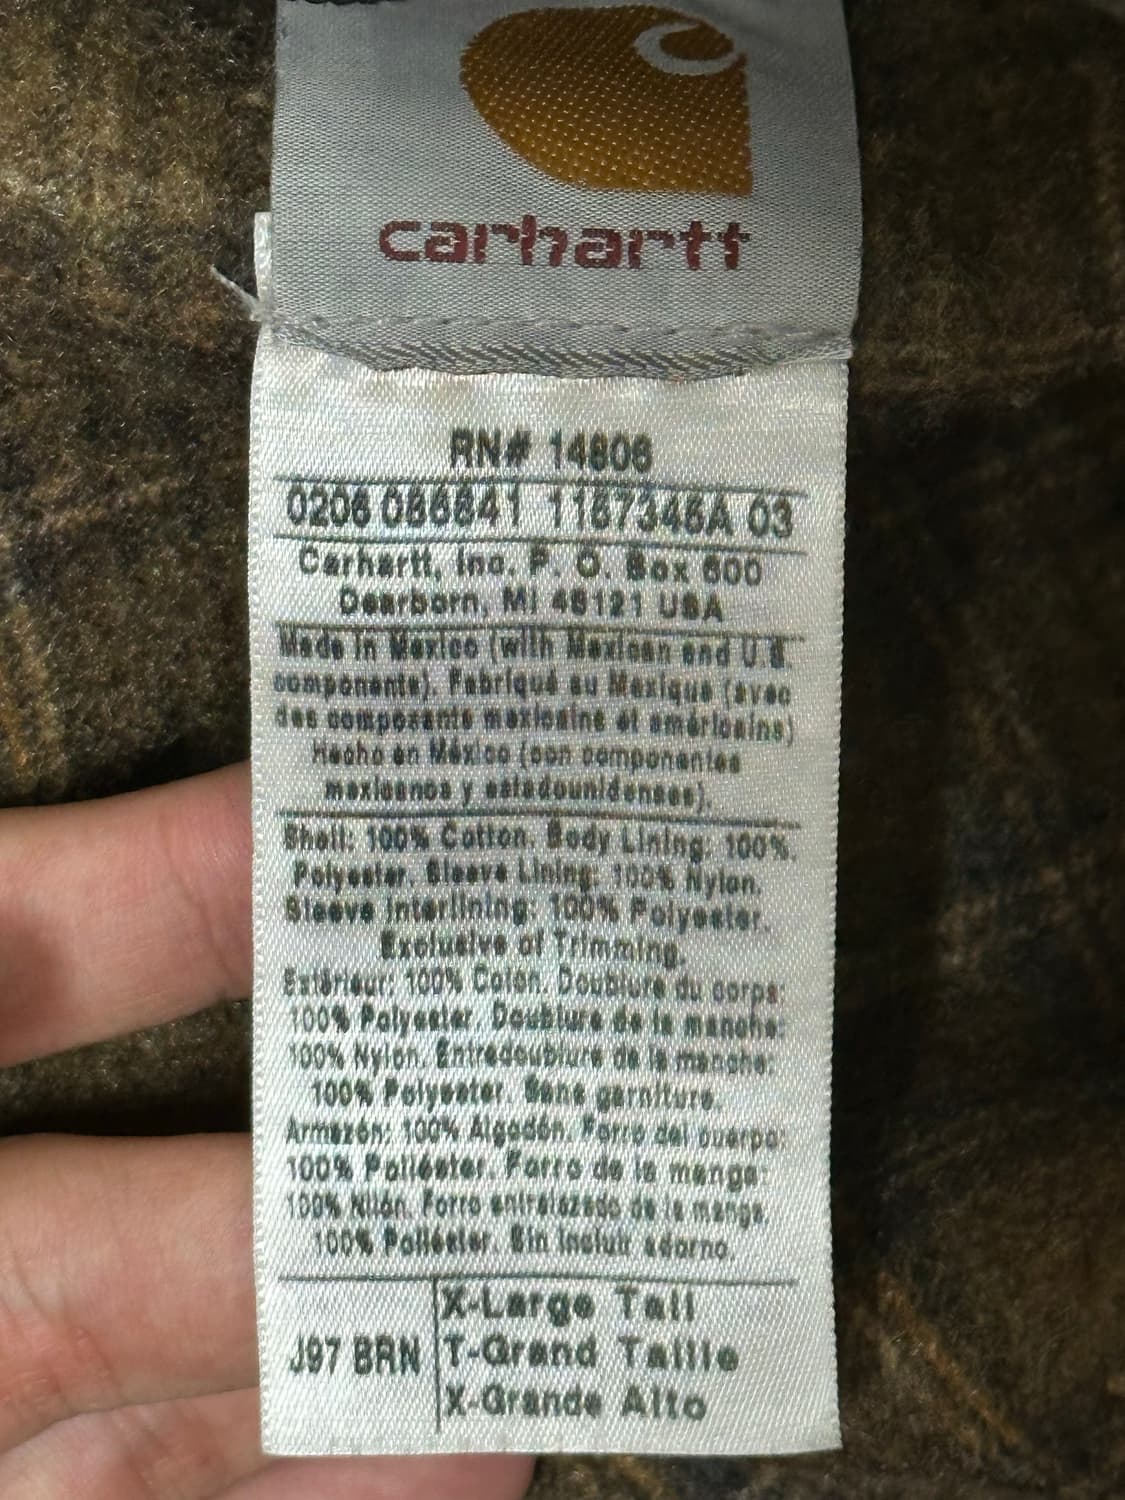 carhartt
RN# 14806
0206 086841 1167346A 03
Carhartt, Inc. P. O. Box 600
Dearborn, MI 48121 USA
Made in Mexico (with Mexican and U.S.
components). Fabriqué au Mexique (avec
des composants mexicains et américains)
Hecho en México (con componentes
mexicanos y estadounidenses).
Shell: 100% Cotton. Body Lining: 100%.
Polyester. Sleeve Lining: 100% Nylon.
Sleeve Interlining: 100% Polyester.
Exclusive of Trimming.
Extérieur: 100% Coton. Doublure du corps:
100% Polyester. Doublure de la manche:
100% Nylon. Entredoublure de la manche:
100% Polyester. Sans garniture.
Armazón: 100% Algodón. Forro del cuerpo:
100% Poliéster. Forro de la manga:
100% Nilón. Forro entrelazado de la manga.
100% Poliéster. Sin incluir adorno.
J97 BRN
X-Large Tall
T-Grand Taille
X-Grande Alto